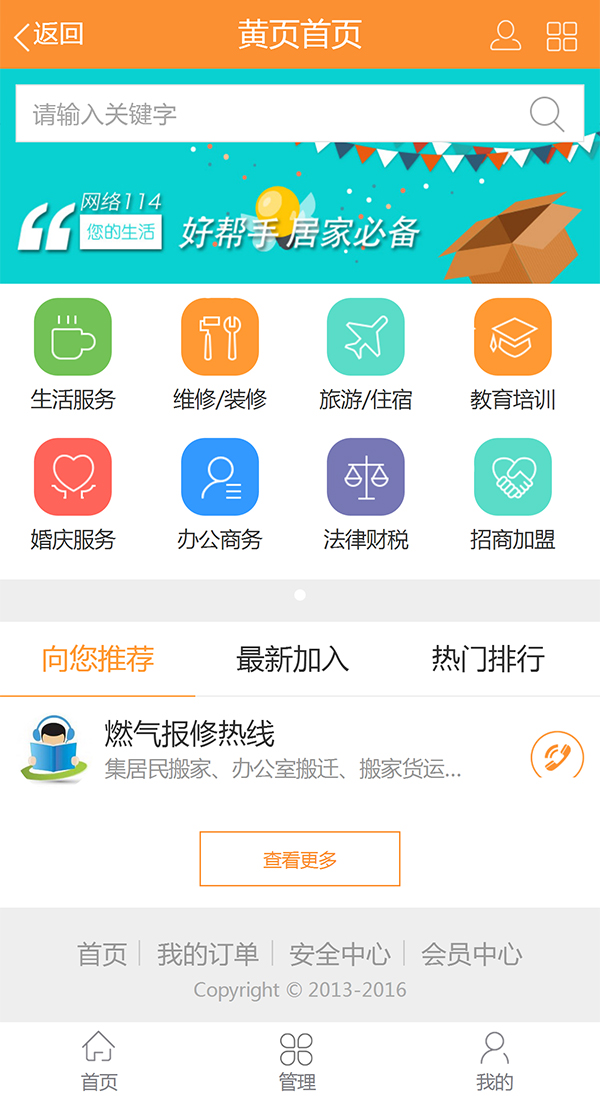 返回
黄页首页
请输入关键字
网络114
您的生活
好帮手 居家必备
生活服务
维修/装修
旅游/住宿
教育培训
婚庆服务
办公商务
法律财税
招商加盟
向您推荐
最新加入
热门排行
燃气报修热线
集居民搬家、办公室搬迁、搬家货运...
查看更多
首页 | 我的订单 | 安全中心 | 会员中心
Copyright © 2013-2016
首页
管理
我的